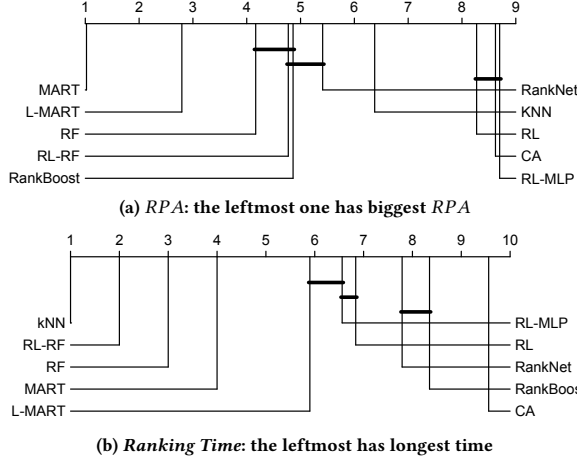 1 2 3 4 5 6 7 8 9
MART RankNet
L-MART KNN
RF RL
RL-RF CA
RankBoost RL-MLP
(a) RPA: the leftmost one has biggest RPA
1 2 3 4 5 6 7 8 9 10
kNN RL-MLP
RL-RF RL
RF RankNet
MART RankBoos
L-MART CA
(b) Ranking Time: the leftmost has longest time